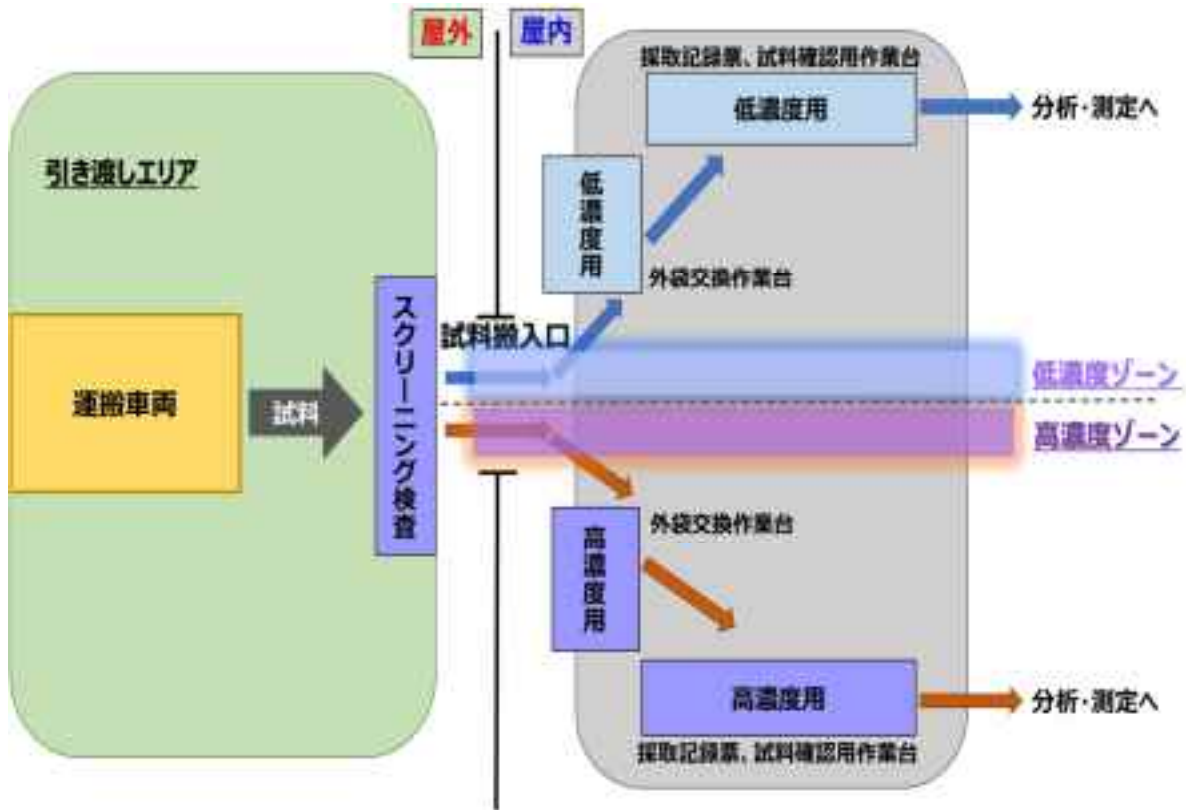 屋外
屋内
採取記録票、試料確認用作業台
低濃度用
分析・測定へ
引き渡しエリア
低濃度用
外袋交換作業台
スクリーニング検査
試料搬入口
運搬車両
試料
低濃度ゾーン
高濃度ゾーン
外袋交換作業台
高濃度用
高濃度用
分析・測定へ
採取記録票、試料確認用作業台